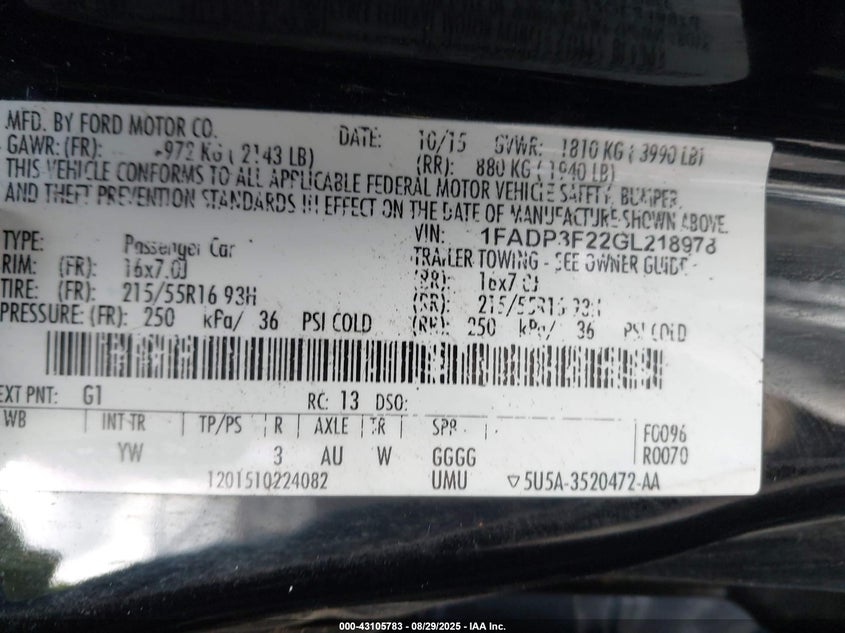 MFD. BY FORD MOTOR CO. DATE: 10/15 GVWR: 1810 KG ( 3990 LB)
GAWR: (FR): 972 KG ( 2143 LB) (RR): 880 KG ( 1940 LB)
THIS VEHICLE CONFORMS TO ALL APPLICABLE FEDERAL MOTOR VEHICLE SAFETY, BUMPER,
AND THEFT PREVENTION STANDARDS IN EFFECT ON THE DATE OF MANUFACTURE SHOWN ABOVE.
VIN: 1FADP3F22GL218978
TYPE: Passenger Car TRAILER TOWING - SEE OWNER GUIDE-
RIM: (FR): 16x7.0J (RR): 16x7.0J
TIRE: (FR): 215/55R16 93H (RR): 215/55R16 93H
PRESSURE: (FR): 250 kPa/ 36 PSI COLD (RR): 250 kPa/ 36 PSI COLD
EXT PNT: G1 RC: 13 DSO:
WB | INT TR | TP/PS | R | AXLE | TR | SPR | F0096
YW 3 AU W GGGG R0070
1201510224082 UMU ▽5U5A-3520472-AA
000-43105783 - 08/29/2025 - IAA Inc.